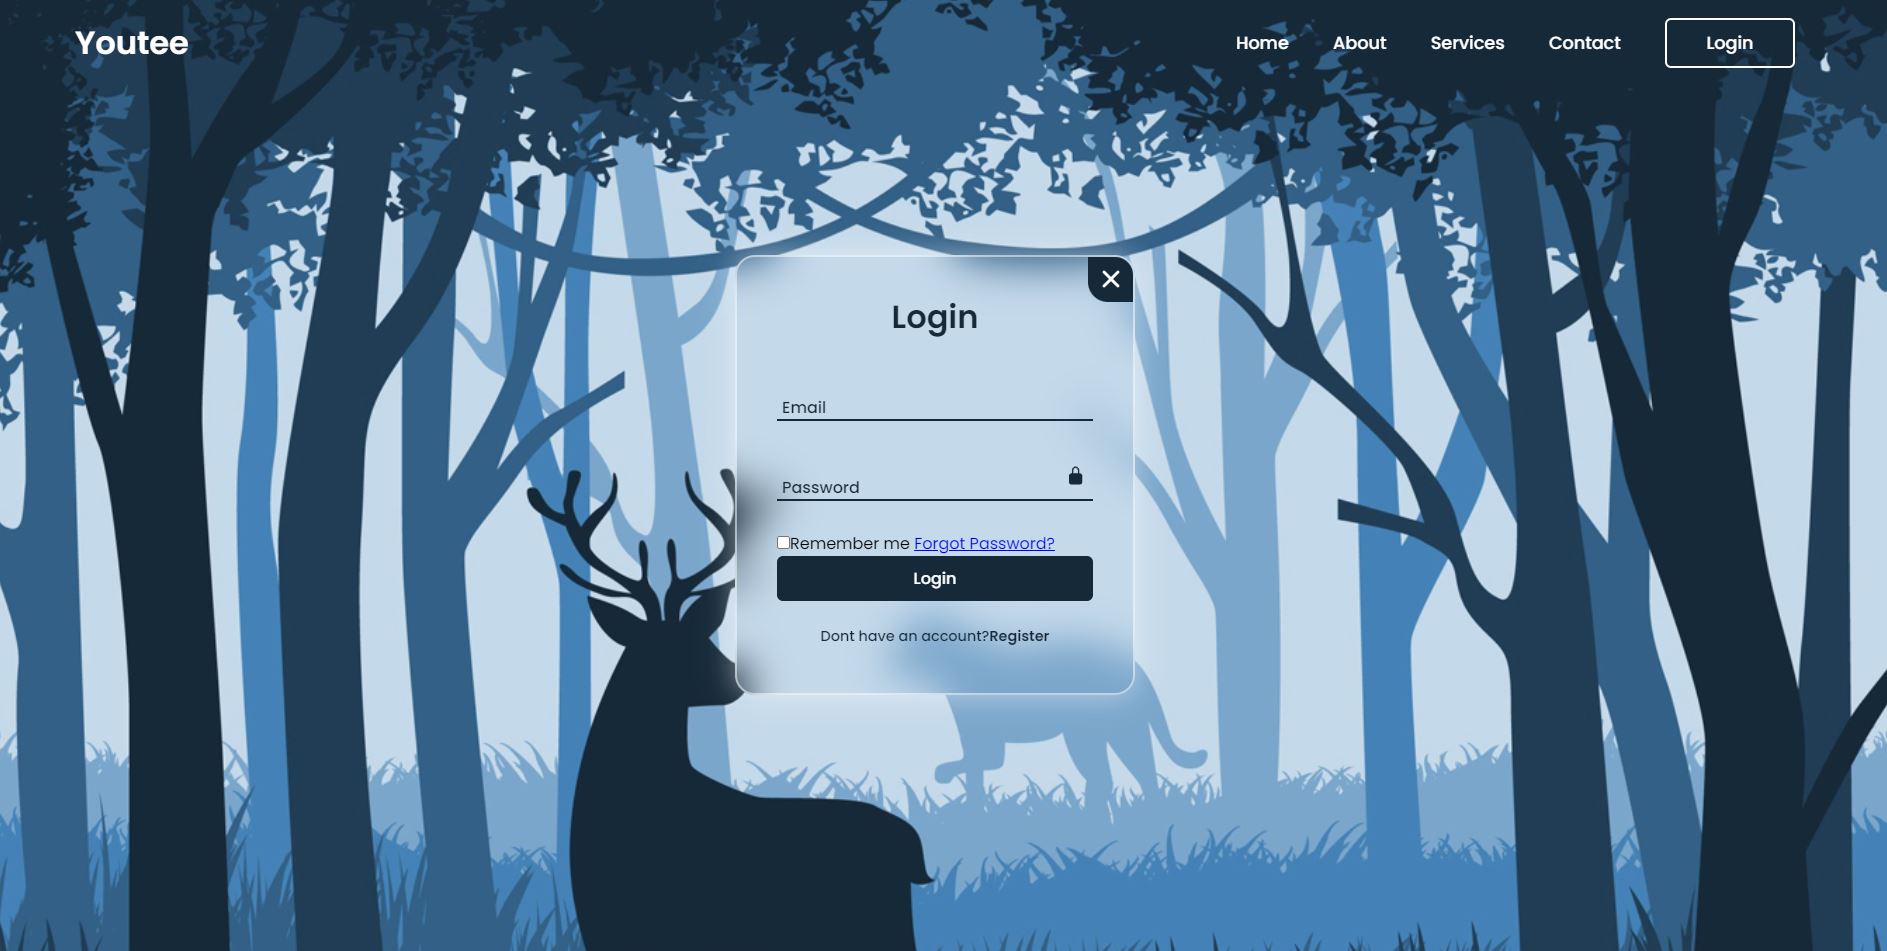 Youtee
Home About Services Contact Login
Login
Email
Password
Remember me Forgot Password?
Login
Dont have an account?Register